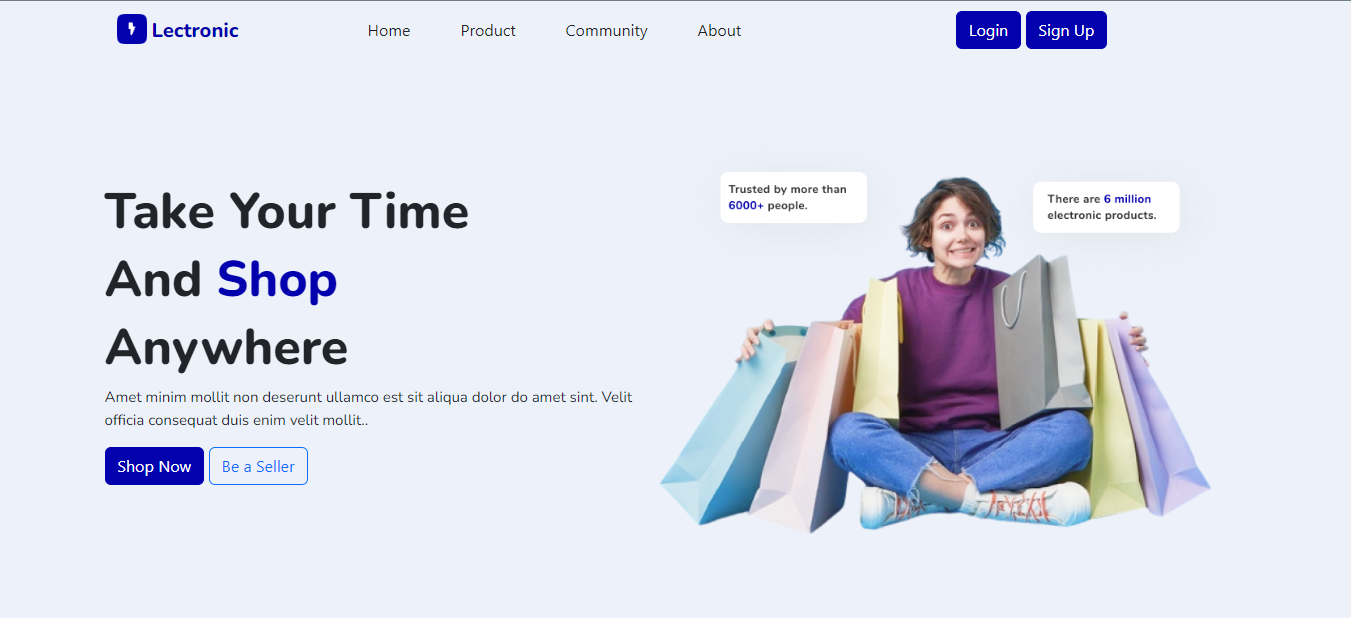 Lectronic
Home
Product
Community
About
Login
Sign Up
Take Your Time
And Shop
Anywhere
Amet minim mollit non deserunt ullamco est sit aliqua dolor do amet sint. Velit
officia consequat duis enim velit mollit..
Shop Now
Be a Seller
Trusted by more than
6000+ people.
There are 6 million
electronic products.